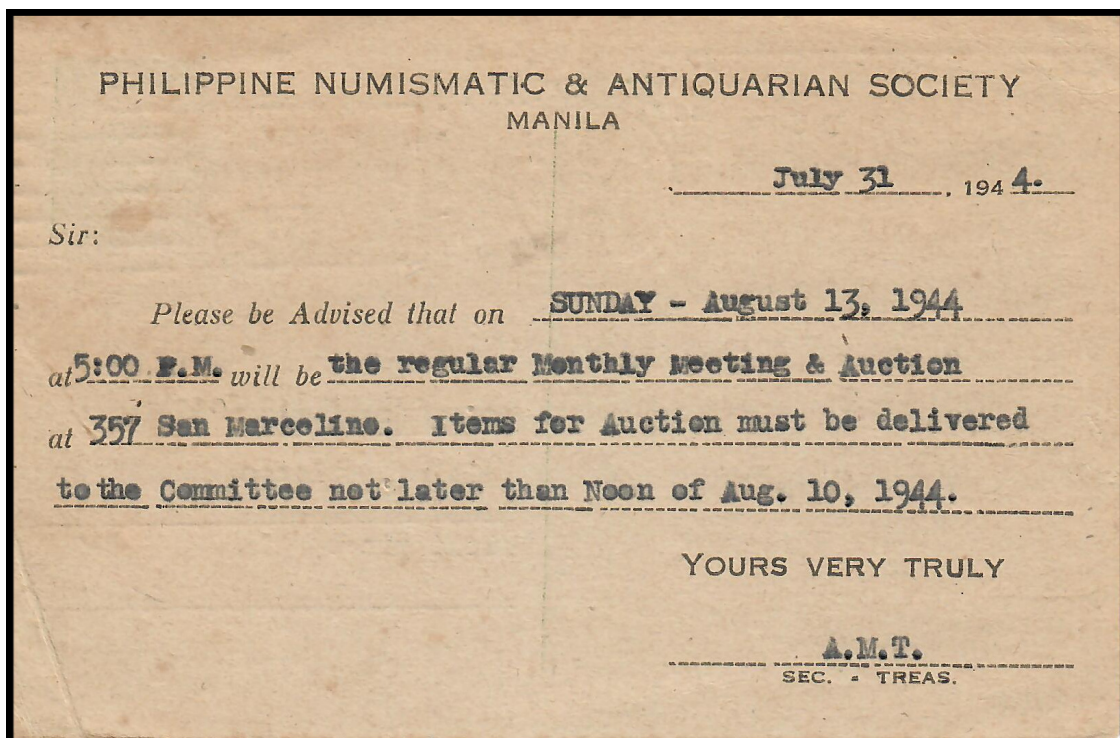 PHILIPPINE NUMISMATIC & ANTIQUARIAN SOCIETY
MANILA
July 31, 1944.
Sir:
Please be Advised that on SUNDAY - August 13, 1944
at 5:00 P.M. will be the regular Monthly Meeting & Auction
at 357 San Marcelino. Items for Auction must be delivered
to the Committee not later than Noon of Aug. 10, 1944.
YOURS VERY TRULY
A.M.T.
SEC. - TREAS.